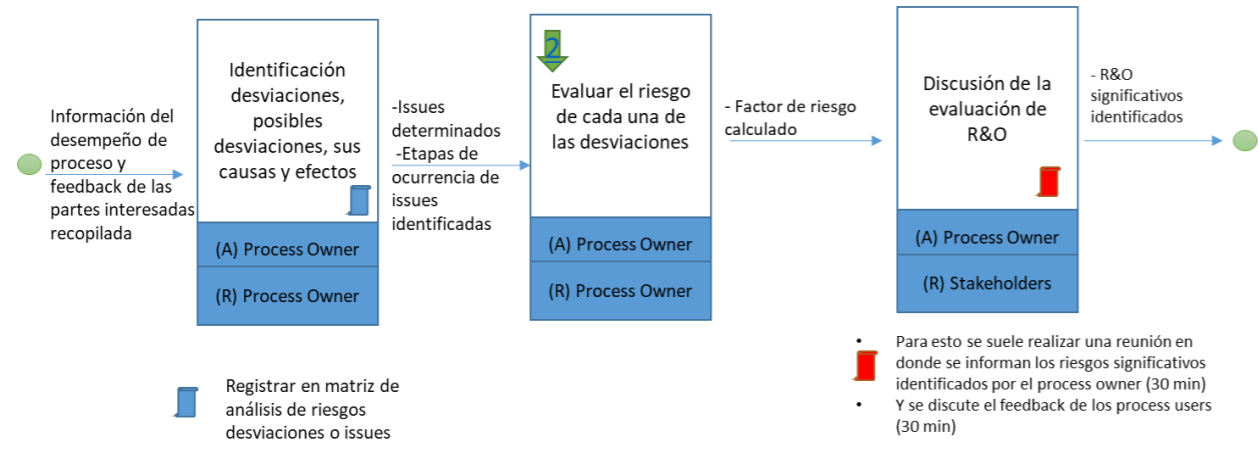 Información del
desempeño de
proceso y
feedback de las
partes interesadas
recopilada
Identificación
desviaciones,
posibles
desviaciones, sus
causas y efectos
(A) Process Owner
(R) Process Owner
-Issues
determinados
-Etapas de
ocurrencia de
issues
identificadas
2
Evaluar el riesgo
de cada una de
las desviaciones
(A) Process Owner
(R) Process Owner
- Factor de riesgo
calculado
Discusión de la
evaluación de
R&O
(A) Process Owner
(R) Stakeholders
- R&O
significativos
identificados
Registrar en matriz de
análisis de riesgos
desviaciones o issues
• Para esto se suele realizar una reunión en
donde se informan los riesgos significativos
identificados por el process owner (30 min)
• Y se discute el feedback de los process users
(30 min)